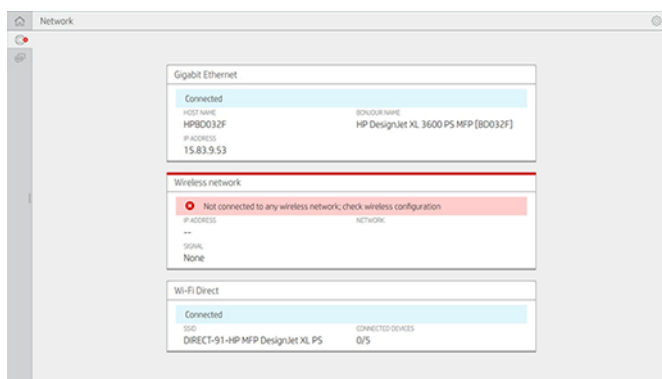 Network
Gigabit Ethernet
Connected
HOST NAME
BONJOUR NAME
HPBD032F
HP DesignJet XL 3600 PS MFP [BD032F]
IP ADDRESS
15.83.9.53
Wireless network
Not connected to any wireless network; check wireless configuration
IP ADDRESS
NETWORK
--
SIGNAL
None
Wi-Fi Direct
Connected
SSID
CONNECTED DEVICES
DIRECT-91-HP MFP DesignJet XL PS
0/5